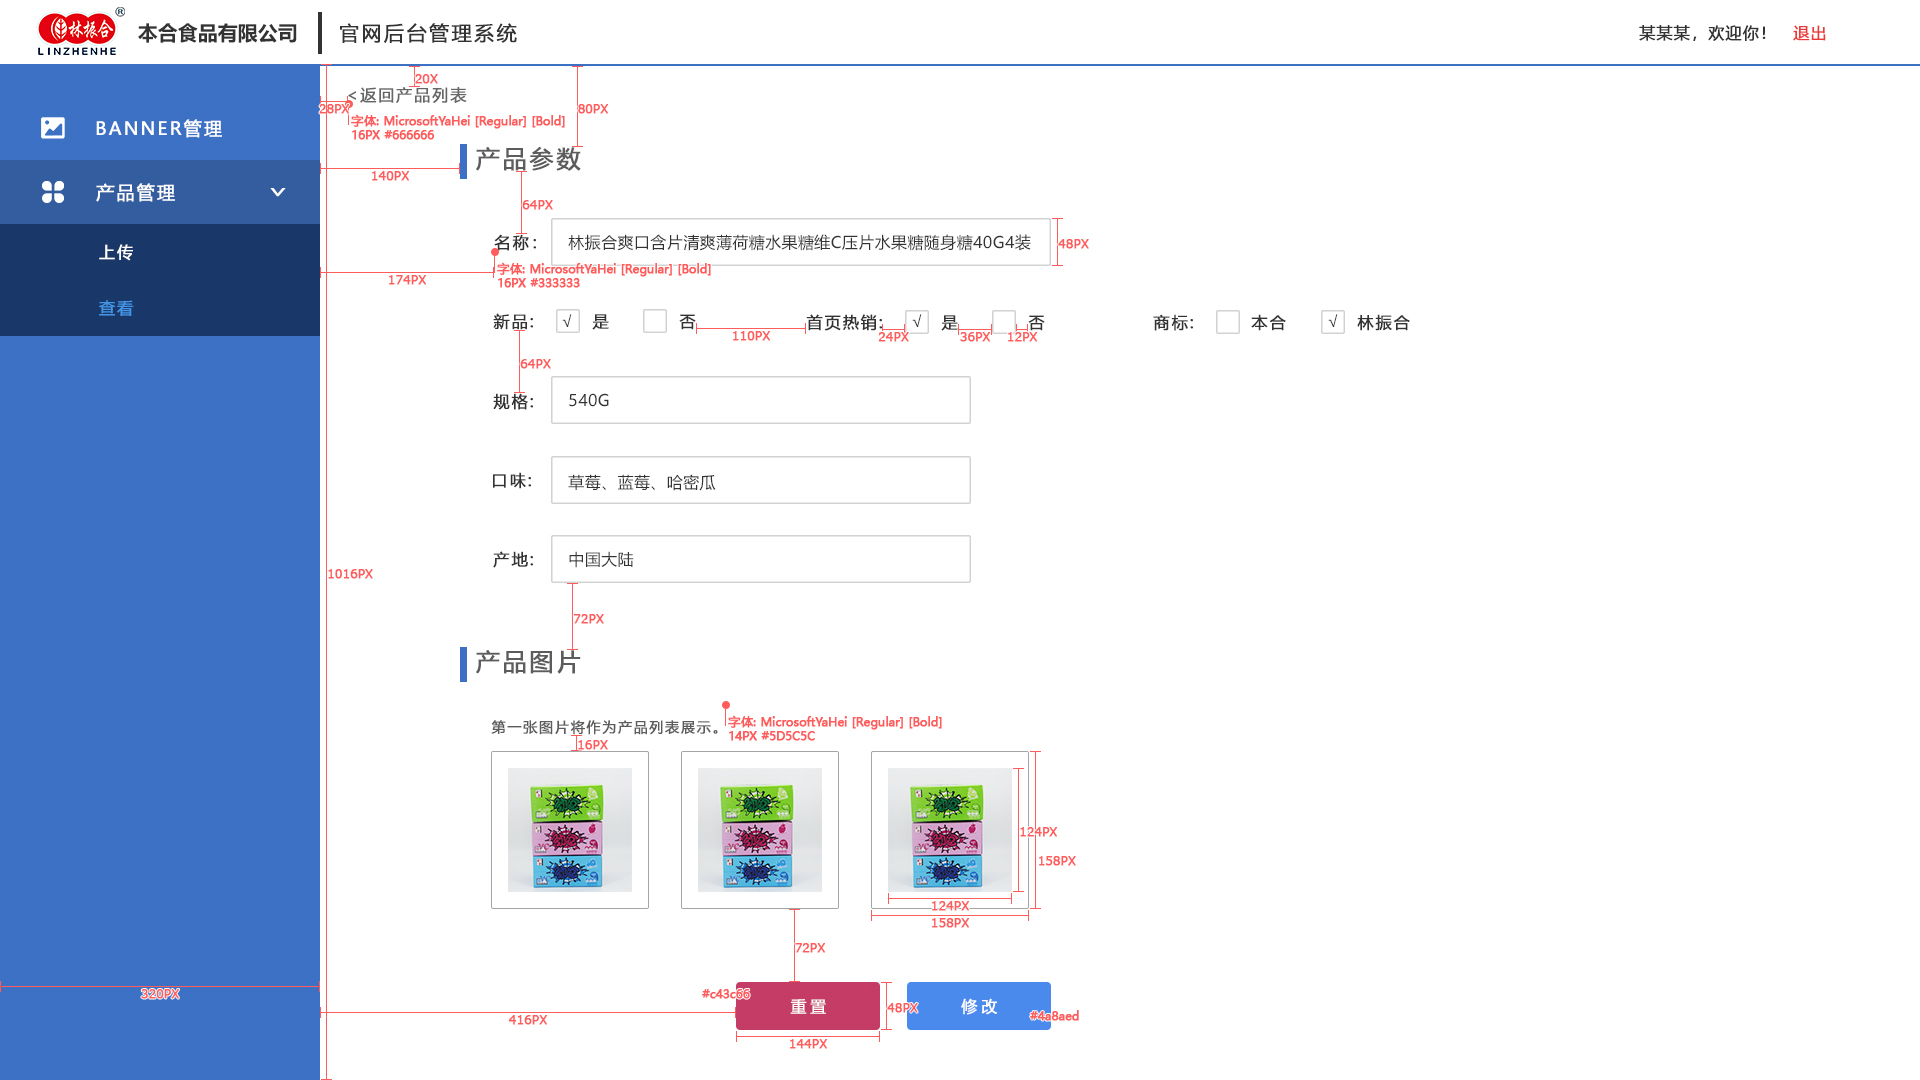 林振合®
LINZHENHE
本合食品有限公司
官网后台管理系统
某某某，欢迎你！
退出
BANNER管理
产品管理
上传
查看
20X
<返回产品列表
28PX
80PX
字体: MicrosoftYaHei [Regular] [Bold]
16PX #666666
产品参数
140PX
64PX
名称：
林振合爽口含片清爽薄荷糖水果糖维C压片水果糖随身糖40G4装
48PX
字体: MicrosoftYaHei [Regular] [Bold]
16PX #333333
174PX
新品: √ 是 否
110PX
首页热销: √ 是 否
24PX
36PX
12PX
商标: 本合 √ 林振合
64PX
规格: 540G
口味: 草莓、蓝莓、哈密瓜
产地: 中国大陆
1016PX
72PX
产品图片
第一张图片将作为产品列表展示。
字体: MicrosoftYaHei [Regular] [Bold]
14PX #5D5C5C
16PX
124PX
158PX
124PX
158PX
72PX
320PX
#c43c66
重置
48PX
修改
#4a8aed
416PX
144PX